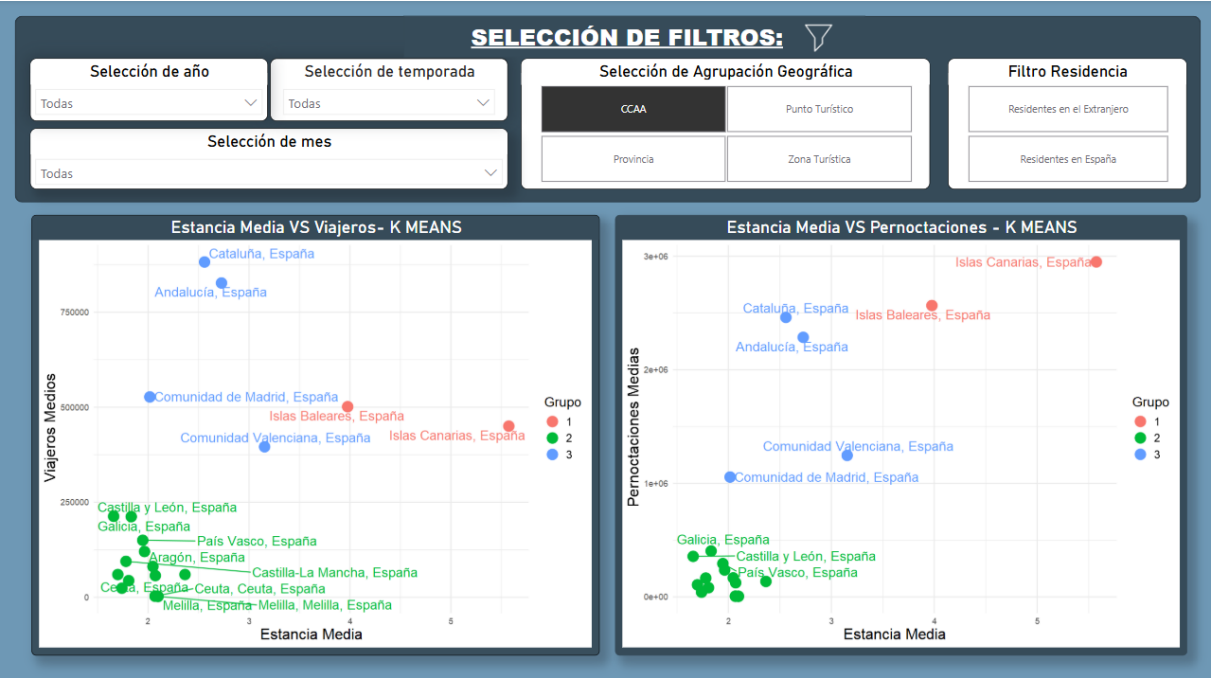 SELECCIÓN DE FILTROS:
Selección de año
Todas
Selección de temporada
Todas
Selección de mes
Todas
Selección de Agrupación Geográfica
CCAA
Punto Turístico
Provincia
Zona Turística
Filtro Residencia
Residentes en el Extranjero
Residentes en España
Estancia Media VS Viajeros- K MEANS
Viajeros Medios
750000
500000
250000
0
Cataluña, España
Andalucía, España
Comunidad de Madrid, España
Islas Baleares, España
Comunidad Valenciana, España
Islas Canarias, España
Castilla y León, España
Galicia, España
País Vasco, España
Aragón, España
Castilla-La Mancha, España
Ceuta, España
Ceuta, Ceuta, España
Melilla, España
Melilla, Melilla, España
2
3
4
5
Estancia Media
Grupo
1
2
3
Estancia Media VS Pernoctaciones - K MEANS
Pernoctaciones Medias
3e+06
2e+06
1e+06
0e+00
Islas Canarias, España
Cataluña, España
Islas Baleares, España
Andalucía, España
Comunidad Valenciana, España
Comunidad de Madrid, España
Galicia, España
Castilla y León, España
País Vasco, España
2
3
4
5
Estancia Media
Grupo
1
2
3